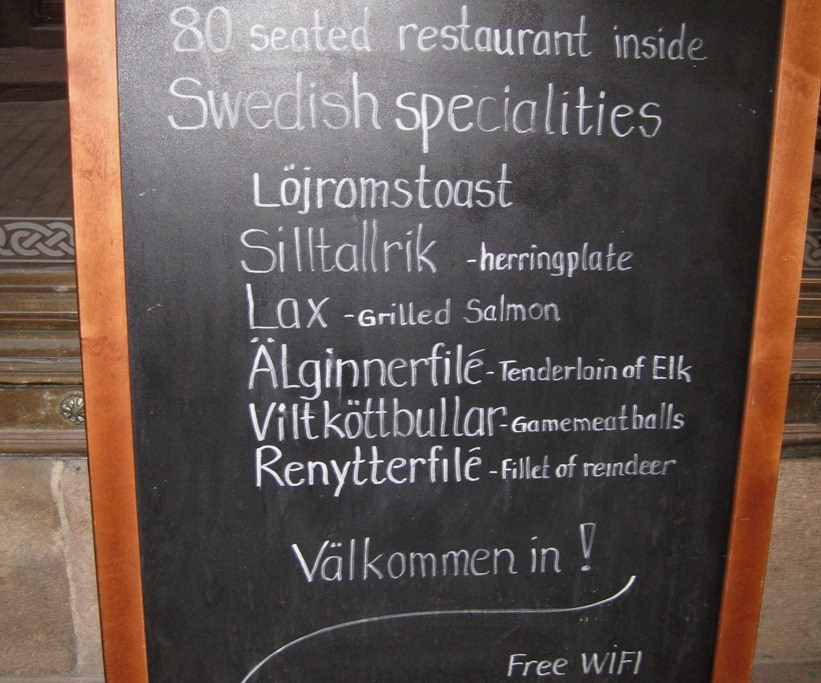 80 seated restaurant inside
Swedish specialities
Löjromstoast
Silltallrik - herringplate
Lax - Grilled Salmon
Älginnerfilé - Tenderloin of Elk
Viltköttbullar - Gamemeatballs
Renytterfilé - Fillet of reindeer
Välkommen in !
Free WIFI